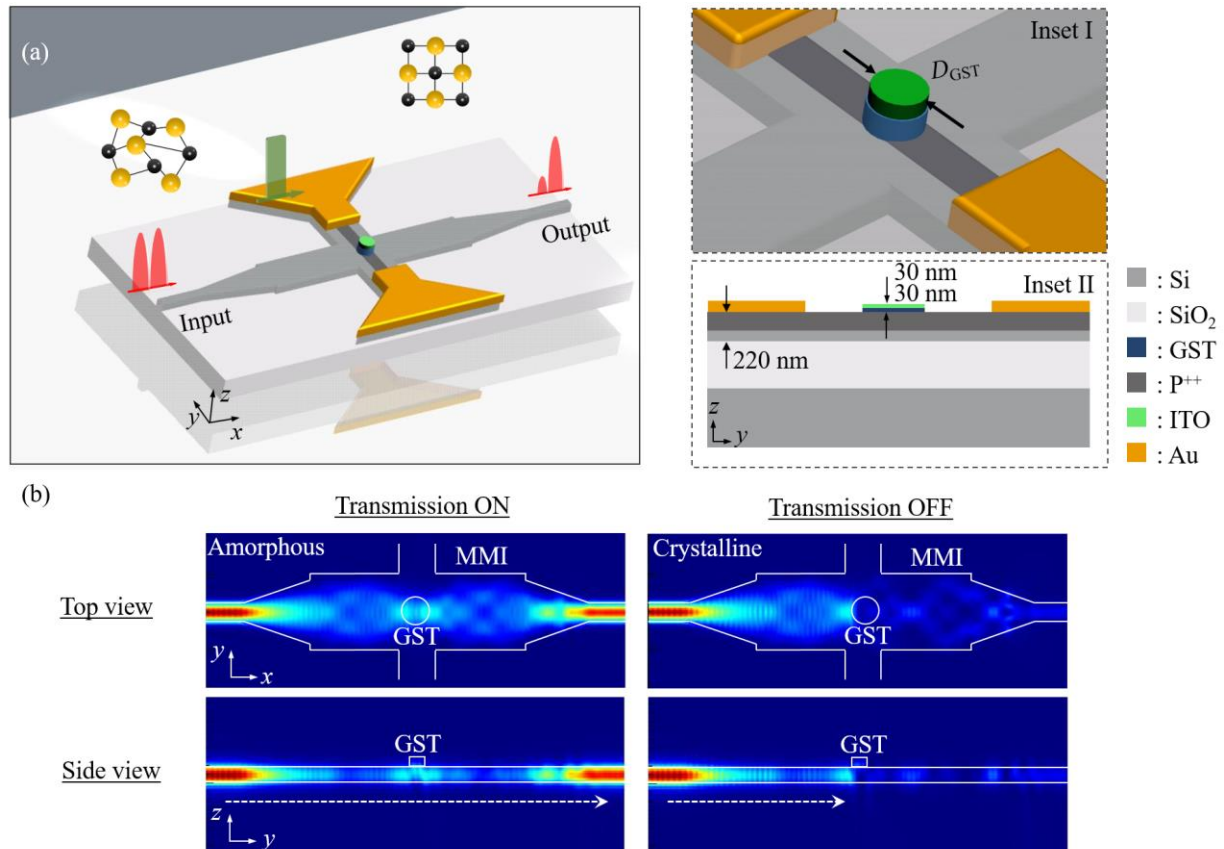 (a)
Input
Output
z
y
x
Inset I
D_GST
Inset II
30 nm
30 nm
220 nm
z
y
: Si
: SiO₂
: GST
: P⁺⁺
: ITO
: Au
(b)
Transmission ON
Transmission OFF
Top view
Amorphous
MMI
GST
y
x
Crystalline
MMI
GST
Side view
GST
z
y
GST